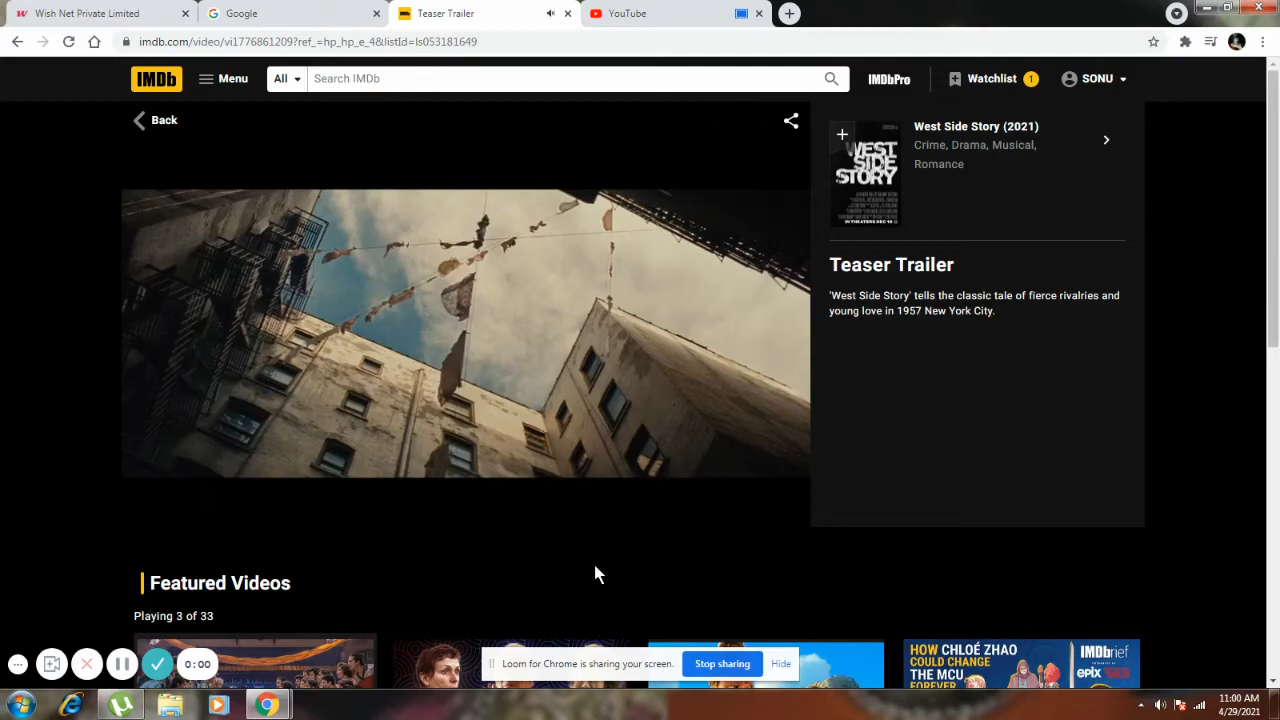 Wish Net Private Limited
Google
Teaser Trailer
YouTube
imdb.com/video/vi1776861209?ref_=hp_hp_e_4&listId=ls053181649
IMDb
Menu
All
Search IMDb
IMDbPro
Watchlist 1
SONU
Back
WEST
SIDE
STORY
IN THEATERS DEC 10
West Side Story (2021)
Crime, Drama, Musical,
Romance
Teaser Trailer
'West Side Story' tells the classic tale of fierce rivalries and
young love in 1957 New York City.
Featured Videos
Playing 3 of 33
HOW CHLOÉ ZHAO
COULD CHANGE
THE MCU
FOREVER
IMDbrief
epix
0:00
Loom for Chrome is sharing your screen.
Stop sharing
Hide
11:00 AM
4/29/2021